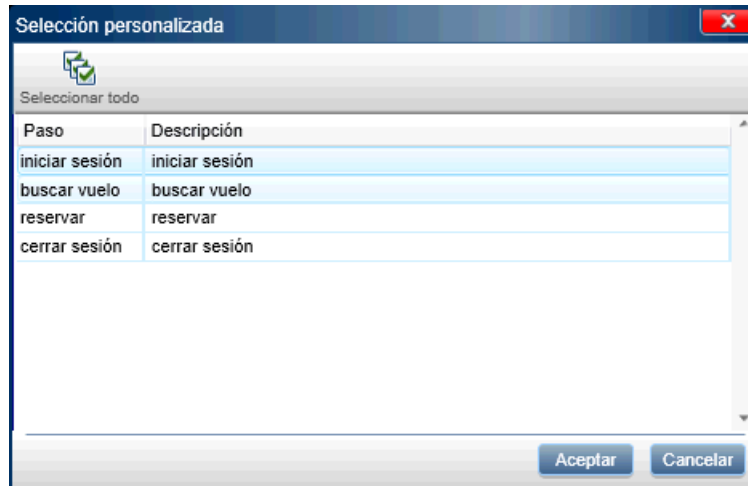 Selección personalizada
Seleccionar todo
Paso Descripción
iniciar sesión iniciar sesión
buscar vuelo buscar vuelo
reservar reservar
cerrar sesión cerrar sesión
Aceptar Cancelar